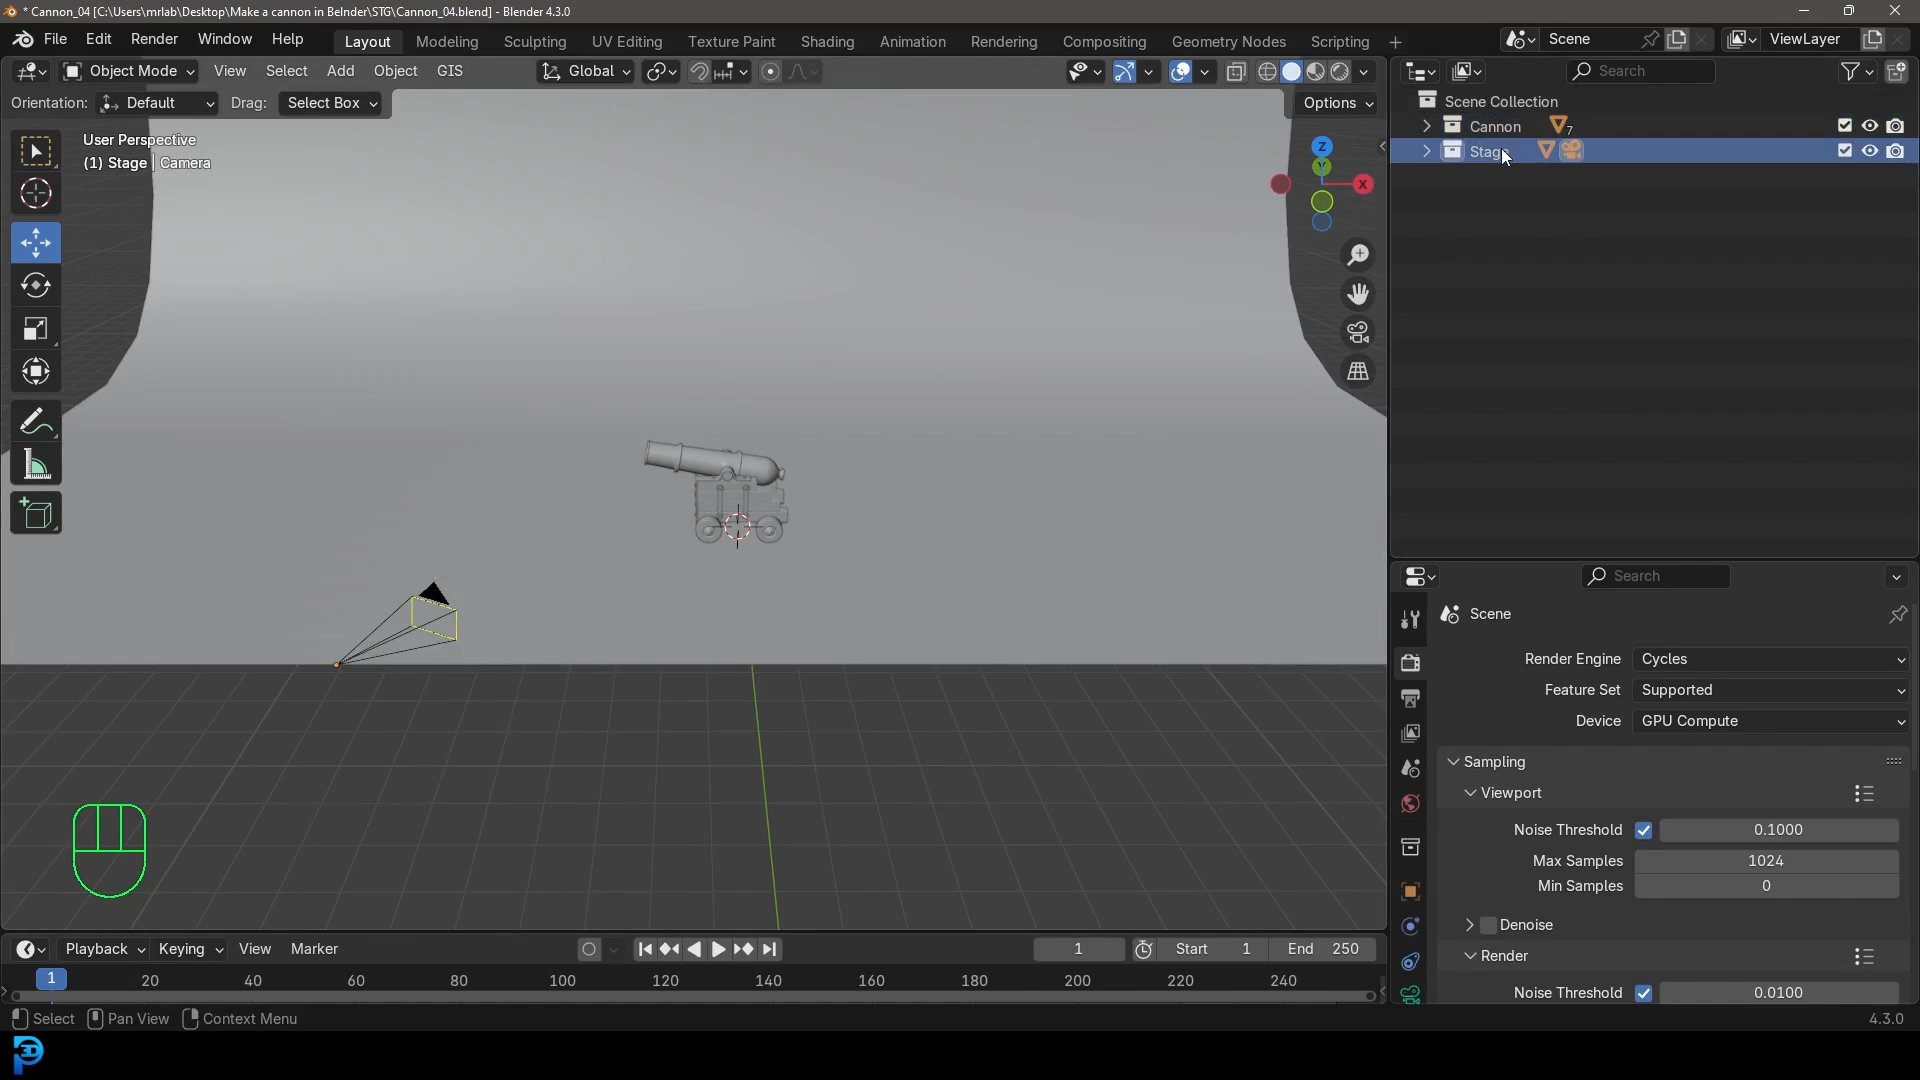 * Cannon_04 [C:\Users\mrlab\Desktop\Make a cannon in Belnder\STG\Cannon_04.blend] - Blender 4.3.0
File Edit Render Window Help Layout Modeling Sculpting UV Editing Texture Paint Shading Animation Rendering Compositing Geometry Nodes Scripting + Scene ViewLayer
Object Mode View Select Add Object GIS Global Search
Orientation: Default Drag: Select Box Options
User Perspective
(1) Stage | Camera
Z
Y
X
Scene Collection
Cannon 7
Stage
Search
Scene
Render Engine Cycles
Feature Set Supported
Device GPU Compute
Sampling
Viewport
Noise Threshold 0.1000
Max Samples 1024
Min Samples 0
Denoise
Render
Noise Threshold 0.0100
Playback Keying View Marker 1 Start 1 End 250
1 20 40 60 80 100 120 140 160 180 200 220 240
Select Pan View Context Menu 4.3.0